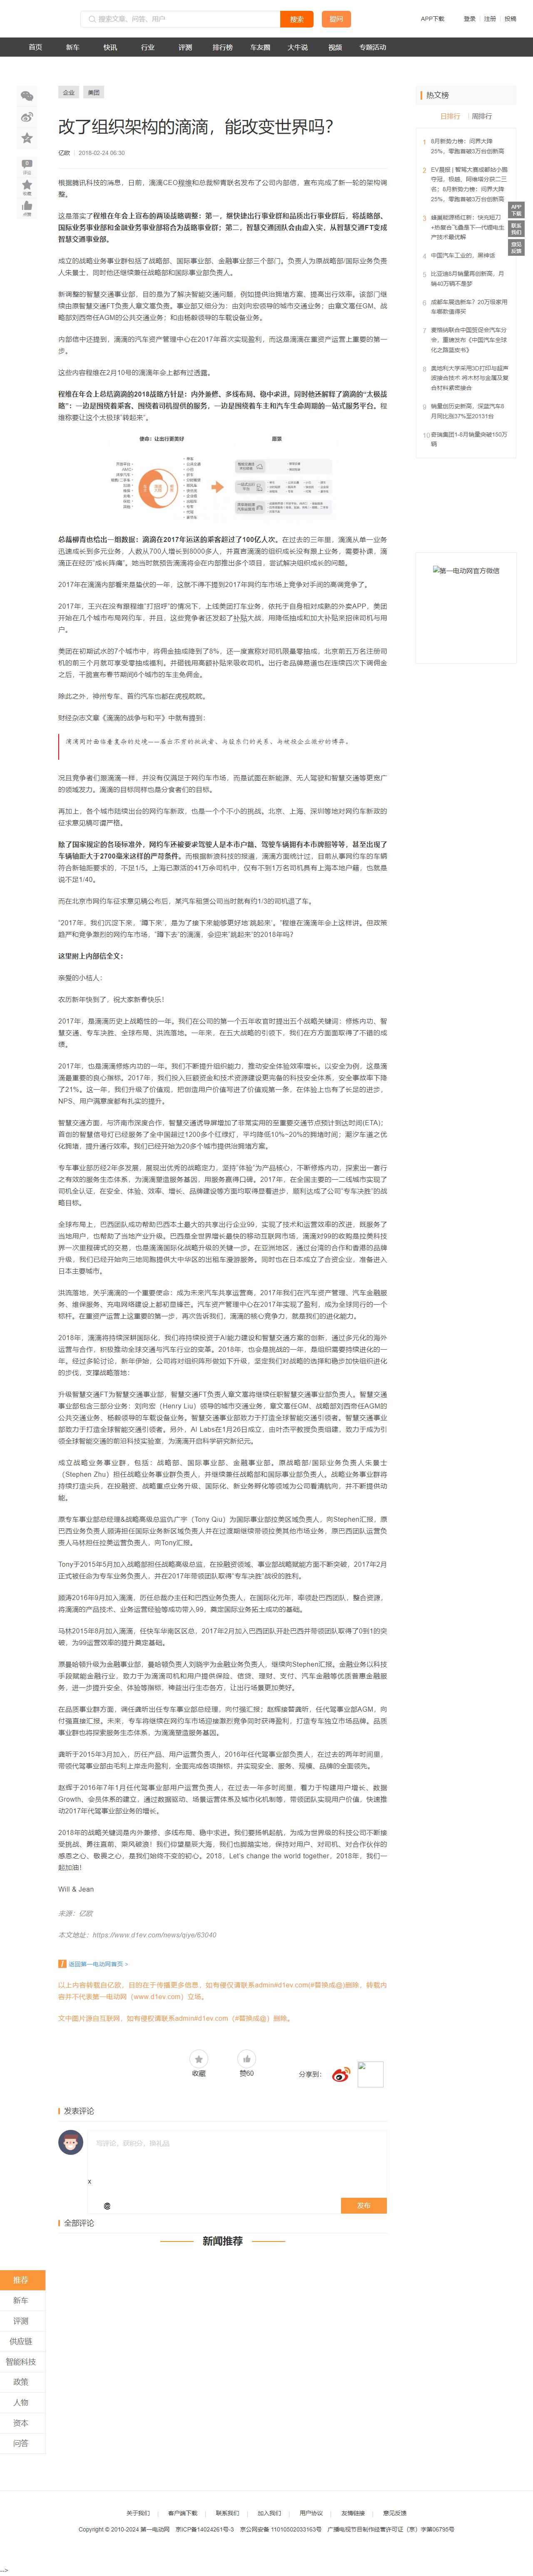 搜索文章、问答、用户
搜索
提问
APP下载
登录
注册
投稿
首页
新车
快讯
行业
评测
排行榜
车友圈
大牛说
视频
专题活动
企业
集团
改了组织架构的滴滴，能改变世界吗？
亿欧
2018-02-24 06:30
根据腾讯科技的消息，日前，滴滴CEO程维和总裁柳青联名发布了公司内部信，宣布完成了新一轮的架构调
整。
这是落实了程维在年会上宣布的两项战略调整：第一，继快捷出行事业群和品质出行事业群后，将战略部、
国际业务事业部和金融业务事业部将合为战略事业群；第二，智慧交通团队会由虚入实，从智慧交通FT变成
智慧交通事业部。
此次成立的战略业务事业群包括了战略部、国际事业部、金融事业部三个部门。负责人为原战略部/国际业务负责
人朱景士，同时他还继续兼任战略部和国际事业部负责人。
新调整的智慧交通事业部，目的是为了解决智能交通问题，例如提供治拥堵方案、提高出行效率。该部门继
续由原智慧交通FT负责人章文嵩负责。事业部又细分为：由刘向宏领导的城市交通业务；由章文嵩任GM，战
略部刘西帝任AGM的公共交通业务；和由杨毅领导的车载设备业务。
内部信中还提到，滴滴的汽车资产管理中心在2017年首次实现盈利，而这是滴滴在重资产运营上重要的第一
步。
这些内容程维在2月10号的滴滴年会上都有过透露。
程维在年会上总结滴滴的2018战略方针是：内外兼修、多线布局、稳中求进。同时他还解释了滴滴的“太极战
略”：一边是围绕着乘客、围绕着司机提供的服务，一边是围绕着车主和汽车生命周期的一站式服务平台。程
维称要让这个太极球“转起来”。
使命：让出行更美好
愿景
总裁柳青也给出一组数据：滴滴在2017年运送的乘客超过了100亿人次。在过去的三年里，滴滴从单一业务
迅速成长到多元业务，人数从700人增长到8000多人，并直言滴滴的组织成长没有跟上业务，需要补课，滴
滴正在经历“成长阵痛”。她当时就预告滴滴将会在内部推出多个项目，尝试解决组织成长的问题。
2017年在滴滴内部看来是蛰伏的一年，这就不得不提到2017年网约车市场上竞争对手间的高调竞争了。
2017年，王兴在没有跟程维“打招呼”的情况下，上线美团打车业务，依托于自身相对成熟的外卖APP，美团
开始在几个城市布局网约车，并且，这些竞争者还发起了补贴大战，用降低抽成和加大补贴来招徕司机与用
户。
美团在初期试水的7个城市中，将佣金抽成降到了8%，还一度宣称对司机限量零抽成，北京前五万名注册司
机的前三个月就可享受零佣金福利。并砸钱用高额补贴来吸收司机。出行老品牌易道也在连续四次下调佣金
之后，干脆宣布春节期间6个城市的车主免佣金。
除此之外，神州专车、首约汽车也都在虎视眈眈。
财经杂志文章《滴滴的战争与和平》中就有提到：
滴滴同时面临着复杂的处境——层出不穷的挑战者、与股东们的关系、与被投企业微妙的博弈。
况且竞争者们跟滴滴一样，并没有仅满足于网约车市场，而是试图在新能源、无人驾驶和智慧交通等更宽广
的领域发力。滴滴的目标同样也是分食者们的目标。
再加上，各个城市陆续出台的网约车新政，也是一个个不小的挑战。北京、上海、深圳等地对网约车新政的
征求意见稿可谓严格。
除了国家规定的各项标准外，网约车还被要求驾驶人是本市户籍、驾驶车辆拥有本市牌照等等，甚至出现了
车辆轴距大于2700毫米这样的严苛条件。而根据新浪科技的报道，滴滴方面统计过，目前从事网约车的车辆
符合新轴距要求的，不足1/5。上海已激活的41万余司机中，仅有不到1万名司机具有上海本地户籍，也就是
说不足1/40。
而在北京市网约车征求意见稿公布后，某汽车租赁公司当时就有约1/3的司机退了车。
“2017年，我们沉淀下来，‘蹲下来’，是为了接下来能够更好地‘跳起来’。”程维在滴滴年会上这样讲。但政策
趋严和竞争激烈的网约车市场，“蹲下去”的滴滴，会迎来“跳起来”的2018年吗？
这里附上内部信全文：
亲爱的小桔人：
农历新年快到了，祝大家新春快乐！
2017年，是滴滴历史上战略性的一年。我们在公司的第一个五年收官时提出五个战略关键词：修炼内功、智
慧交通、专车决胜、全球布局、洪流落地。一年来，在五大战略的引领下，我们在方方面面取得了不错的成
绩。
2017年，也是滴滴修炼内功的一年。我们不断提升组织能力，推动安全体验效率增长。以安全为例，这是滴
滴最重要的良心指标。2017年，我们投入巨额资金和技术资源建设更完备的科技安全体系，安全事故率下降
了21%。这一年，我们升级了价值观，把创造用户价值写进了价值观第一条，在体验上也有了长足的进步，
NPS、用户满意度都有扎实的提升。
智慧交通方面，与济南市深度合作，智慧交通诱导屏增加了非常实用的至重要交通节点预计到达时间(ETA)；
首创的智慧信号灯已经服务了全中国超过1200多个红绿灯，平均降低10%~20%的拥堵时间；潮汐车道之优
化拥堵，提升通行效率。我们已经开始为20多个城市提供治堵方案。
专车事业部历经2年多发展，展现出优秀的战略定力，坚持“体验”为产品核心，不断修炼内功，探索出一套行
之有效的服务生态体系，为滴滴塑造服务基因，用服务赢得口碑。2017年，在全国主要的一二线城市实现了
司机全认证，在安全、体验、效率、增长、品牌建设等方面均取得显着进步，顺利达成了公司“专车决胜”的战
略目标。
全球布局上，巴西团队成功帮助巴西本土最大的共享出行企业99，实现了技术和运营效率的改进，既服务了
当地用户，也帮助了当地产业升级。巴西是全世界增长最快的移动互联网市场，滴滴对99的收购是拉美科技
界一次里程碑式的交易，也是滴滴国际化战略升级的关键一步。在亚洲地区，通过台湾的合作和香港的品牌
升级，我们已经开始向三地同胞提供大中华区的出租车漫游服务。同时也在日本成立了合资企业，准备进入
日本主要城市。
洪流落地，关乎滴滴的一个重要使命：成为未来汽车共享运营商，2017年我们在汽车资产管理、汽车金融服
务、维保服务、充电网络建设上都初显锋芒。汽车资产管理中心在2017年实现了盈利，成为全球同行的一个
标杆。在重资产运营上这重要的第一步，再次告诉我们，滴滴的核心竞争力，就是我们的进化能力。
2018年，滴滴将持续深耕国际化，我们将持续投资于AI能力建设和智慧交通方案的创新，通过多元化的海外
运营与合作，积极推动全球交通与汽车行业的变革。2018年，也会是挑战的一年，是组织需要持续进化的一
年。经过多轮讨论，新年伊始，公司将对组织阵形做如下升级，坚定我们对战略的选择和稳步加快组织进化
的步伐，支撑战略落地：
升级智慧交通FT为智慧交通事业部，智慧交通FT负责人章文嵩将继续任职智慧交通事业部负责人。智慧交通
事业部包含三部分业务：刘向宏（Henry Liu）领导的城市交通业务，章文嵩任GM，战略部刘西帝任AGM的
公共交通业务，杨毅领导的车载设备业务。智慧交通事业部致力于打造全球智能交通引领者。智慧交通事业
部致力于打造全球智能交通引领者。另外，AI Labs在1月26日成立，由叶杰平教授负责组建，致力于成为引
领全球智能交通的前沿科技实验室，为滴滴开启科学研究新纪元。
成立战略业务事业群，包括：战略部、国际事业部、金融事业部。原战略部/国际业务负责人朱景士
（Stephen Zhu）担任战略业务事业群负责人，并继续兼任战略部和国际事业部负责人。战略业务事业群将
持续打造尖兵，在投融资、战略重点业务升级、国际化、新业务孵化等领域为公司看清航向，并不断提供动
能。
原专车事业部总经理&战略高级总监仇广宇（Tony Qiu）为国际事业部拉美区域负责人，向Stephen汇报，原
巴西业务负责人顾涛担任国际业务新区域负责人并在过渡期继续带领拉美其他市场业务，原巴西团队运营负
责人马林担任拉美运营负责人，向Tony汇报。
Tony于2015年5月加入战略部担任战略高级总监，在投融资领域、事业部战略赋能方面不断突破，2017年2月
正式被任命为专车业务负责人，并在2017年带领团队取得“专车决胜”战役的胜利。
顾涛2016年9月加入滴滴，历任总裁办主任和巴西业务负责人，在国际化元年，率领赴巴西团队，整合资源，
将滴滴的产品技术、业务运营经验等成功带入99，奠定国际业务拓土成功的基础。
马林2015年8月加入滴滴，任快车华南区区总，2017年2月加入巴西团队开赴巴西并带领团队取得了0到1的突
破，为99运营效率的提升奠定基础。
原曼哈顿升级为金融事业部，曼哈顿负责人刘晓宇为金融业务负责人，继续向Stephen汇报。金融业务以科技
手段赋能金融行业，致力于为滴滴司机和用户提供保险、信贷、理财、支付、汽车金融等优质普惠金融服
务，进一步提升安全、体验等指标，裨益出行生态各方，让出行场景更加美好。
在品质事业群方面，调任龚昕出任专车事业部总经理，向付强汇报；赵辉接替龚昕，任代驾事业部AGM，向
付强直接汇报。未来，专车将继续在网约车市场迎接激烈竞争同时获得盈利，打造专车独立市场品牌。品质
事业群也将探索服务生态体系，为滴滴塑造服务基因。
龚昕于2015年3月加入，历任产品、用户运营负责人，2016年任代驾事业部负责人，在过去的两年时间里，
带领代驾事业部由毛利上岸走向盈利，全面完成各项指标，并实现安全、服务、规模、品牌的全面领先。
赵辉于2016年7年1月任代驾事业部用户运营负责人，在过去一年多时间里，着力于构建用户增长、数据
Growth、会员体系的建立，通过数据驱动、场景运营体系及城市化机制等，带领团队实现用户价值，快速推
动2017年代驾事业部业务的增长。
2018年的战略关键词是内外兼修、多线布局、稳中求进。我们要扬帆起航，为成为世界级的科技公司不断接
受挑战、勇往直前、乘风破浪！我们仰望星辰大海，我们也脚踏实地，保持对用户、对司机、对合作伙伴的
感恩之心、敬畏之心，是我们始终不变的初心。2018，Let's change the world together，2018年，我们一
起加油！
Will & Jean
来源：亿欧
本文地址：https://www.d1ev.com/news/qiye/63040
返回第一电动网首页 >
以上内容转载自亿欧，目的在于传播更多信息，如有侵仅请联系admin#d1ev.com(#替换成@)删除，转载内
容并不代表第一电动网（www.d1ev.com）立场。
文中图片源自互联网，如有侵权请联系admin#d1ev.com（#替换成@）删除。
收藏
赞60
分享到：
发表评论
写评论，领积分，换礼品
x
@
发布
全部评论
新闻推荐
热文榜
日排行
周排行
1 8月新势力榜：问界大降
25%，零跑首破3万台创新高
2 EV晨报 | 智驾大赛成都站小鹏
夺冠，极越、阿维塔分获二三
名；8月新势力榜：问界大降
25%，零跑首破3万台创新高
3 蜂巢能源杨红新：快充短刀
+热复合飞叠是下一代锂电生
产技术最优解
4 中国汽车工业的，黑神话
5 比亚迪8月销量再创新高，月
销40万辆不是梦
6 成都车展选新车？20万级家用
车哪款值得买
7 麦格纳联合中国贸促会汽车分
会，重磅发布《中国汽车全球
化之路蓝皮书》
8 奥地利大学采用3D打印与超声
波接合技术 将木材与金属及复
合材料紧密接合
9 销量创历史新高，深蓝汽车8
月同比涨37%至20131台
10 奇瑞集团1-8月销量突破150万
辆
APP
下载
联系
我们
意见
反馈
第一电动网官方微信
评论
收藏
点赞
推荐
新车
评测
供应链
智能科技
政策
人物
资本
问答
关于我们
客户端下载
联系我们
加入我们
用户协议
友情链接
意见反馈
Copyright © 2010-2024 第一电动网 京ICP备14024261号-3 京公网安备 11010502033163号 广播电视节目制作经营许可证（京）字第06795号
-->